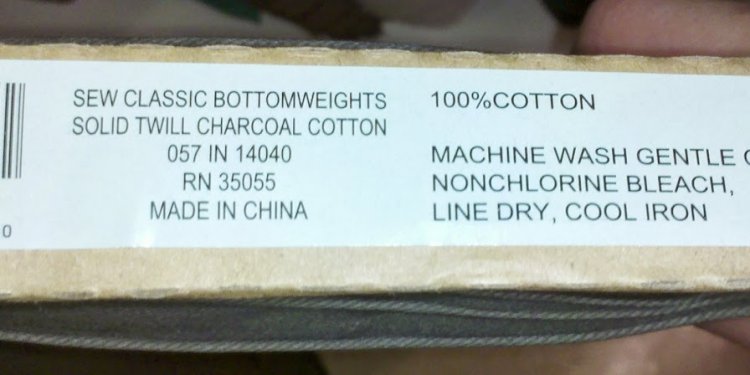 SEW CLASSIC BOTTOMWEIGHTS
SOLID TWILL CHARCOAL COTTON
057 IN 14040
RN 35055
MADE IN CHINA
0
100%COTTON
MACHINE WASH GENTLE
NONCHLORINE BLEACH,
LINE DRY, COOL IRON